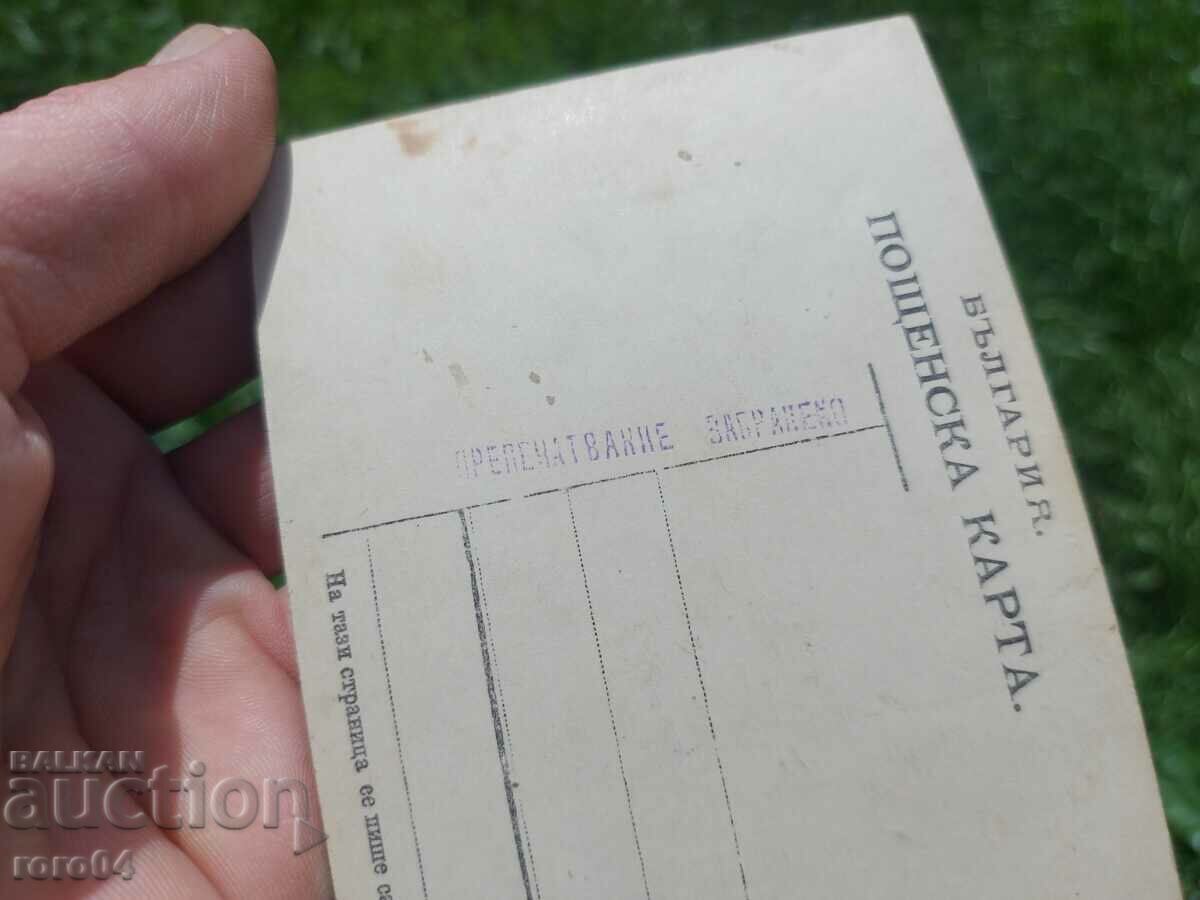 БЪЛГАРИЯ.
ПОЩЕНСКА КАРТА.
ПРЕПЕЧАТВАНИЕ ЗАБРАНЕНО
На тази страница се пише са
BALKAN
auction
roro04